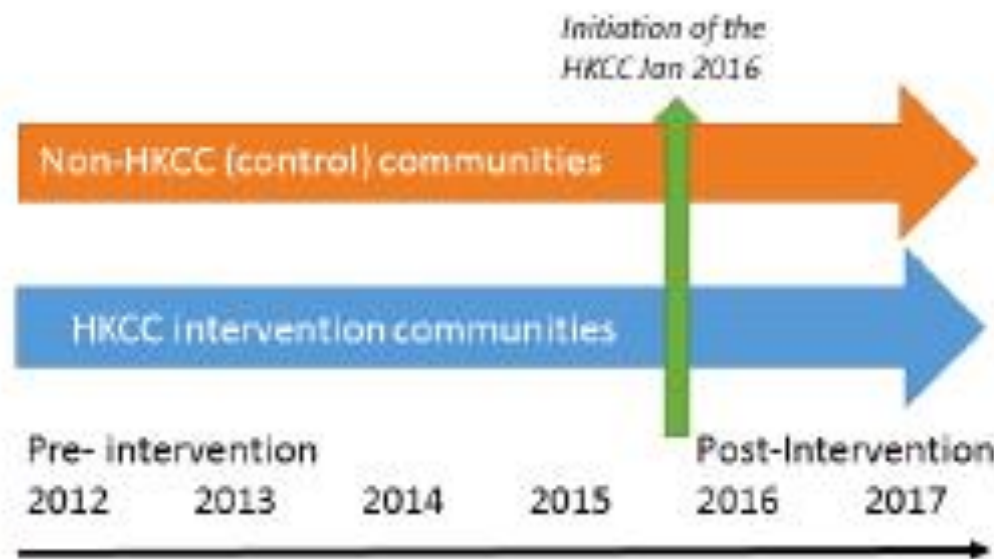 Initiation of the
HKCC Jan 2016
Non-HKCC (control) communities
HKCC intervention communities
Pre- intervention Post-Intervention
2012 2013 2014 2015 2016 2017